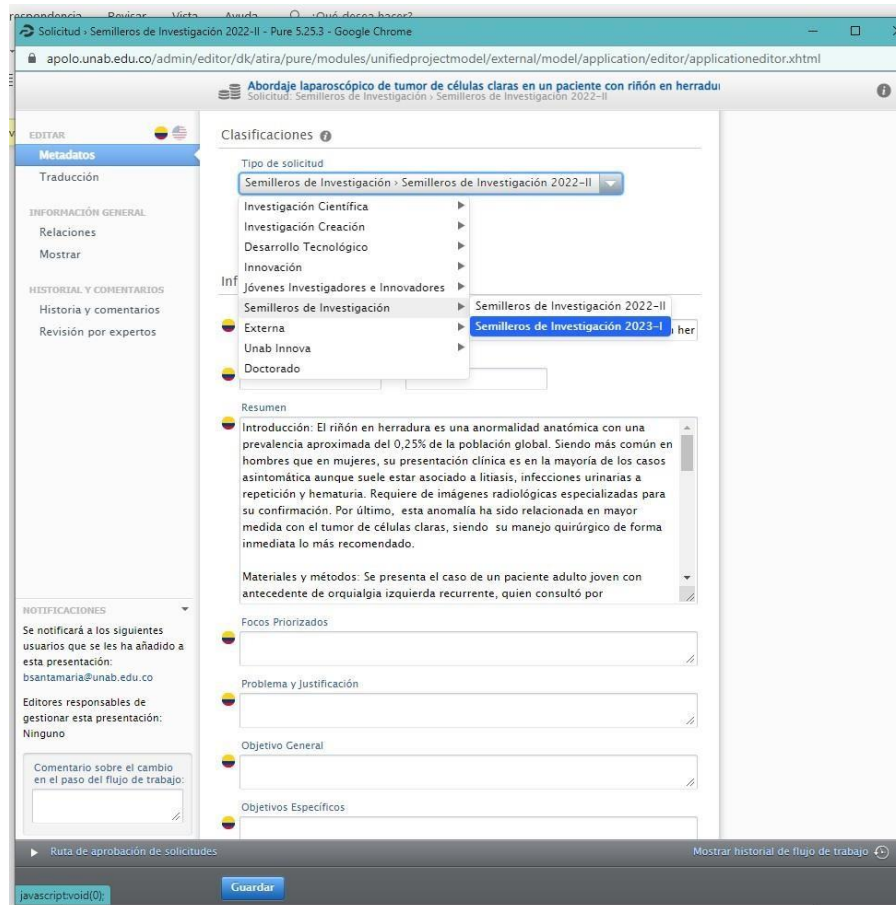 respondencia Revisar Vista Ayuda ¿Qué desea hacer?
Solicitud › Semilleros de Investigación 2022-II - Pure 5.25.3 - Google Chrome
apolo.unab.edu.co/admin/editor/dk/atira/pure/modules/unifiedprojectmodel/external/model/application/editor/applicationeditor.xhtml
Abordaje laparoscópico de tumor de células claras en un paciente con riñón en herradu
Solicitud: Semilleros de Investigación › Semilleros de Investigación 2022-II
EDITAR
Metadatos
Traducción
INFORMACIÓN GENERAL
Relaciones
Mostrar
HISTORIAL Y COMENTARIOS
Historia y comentarios
Revisión por expertos
Clasificaciones
Tipo de solicitud
Semilleros de Investigación › Semilleros de Investigación 2022-II
Investigación Científica
Investigación Creación
Desarrollo Tecnológico
Innovación
Inf
Jóvenes Investigadores e Innovadores
Semilleros de Investigación
Semilleros de Investigación 2022-II
Externa
Semilleros de Investigación 2023-I
her
Unab Innova
Doctorado
Resumen
Introducción: El riñón en herradura es una anormalidad anatómica con una
prevalencia aproximada del 0,25% de la población global. Siendo más común en
hombres que en mujeres, su presentación clínica es en la mayoría de los casos
asintomática aunque suele estar asociado a litiasis, infecciones urinarias a
repetición y hematuria. Requiere de imágenes radiológicas especializadas para
su confirmación. Por último, esta anomalía ha sido relacionada en mayor
medida con el tumor de células claras, siendo su manejo quirúrgico de forma
inmediata lo más recomendado.
Materiales y métodos: Se presenta el caso de un paciente adulto joven con
antecedente de orquialgia izquierda recurrente, quien consultó por
Focos Priorizados
Problema y Justificación
Objetivo General
Objetivos Específicos
NOTIFICACIONES
Se notificará a los siguientes
usuarios que se les ha añadido a
esta presentación:
bsantamaria@unab.edu.co
Editores responsables de
gestionar esta presentación:
Ninguno
Comentario sobre el cambio
en el paso del flujo de trabajo:
Ruta de aprobación de solicitudes
Mostrar historial de flujo de trabajo
Guardar
javascript:void(0);